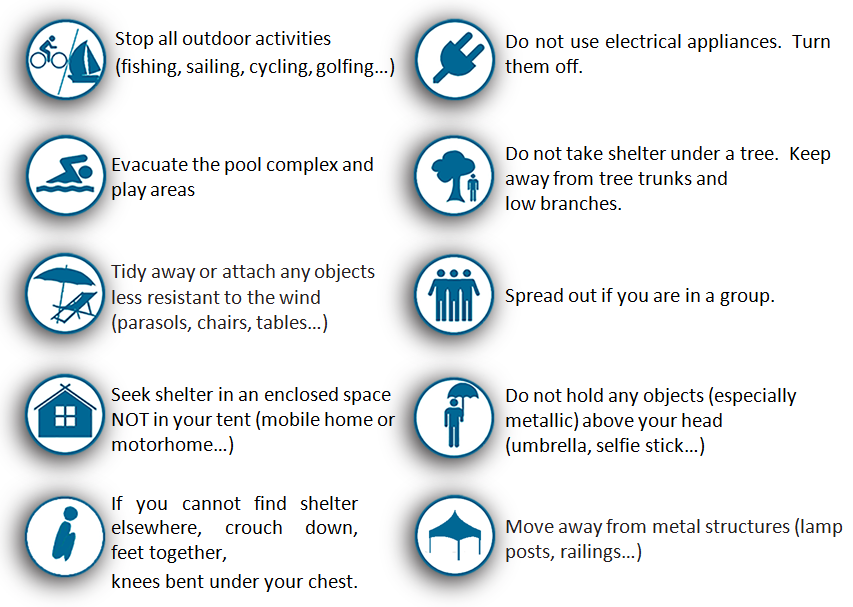 Stop all outdoor activities
(fishing, sailing, cycling, golfing...)
Evacuate the pool complex and
play areas
Tidy away or attach any objects
less resistant to the wind
(parasols, chairs, tables...)
Seek shelter in an enclosed space
NOT in your tent (mobile home or
motorhome...)
If you cannot find shelter
elsewhere, crouch down,
feet together,
knees bent under your chest.
Do not use electrical appliances. Turn
them off.
Do not take shelter under a tree. Keep
away from tree trunks and
low branches.
Spread out if you are in a group.
Do not hold any objects (especially
metallic) above your head
(umbrella, selfie stick...)
Move away from metal structures (lamp
posts, railings...)